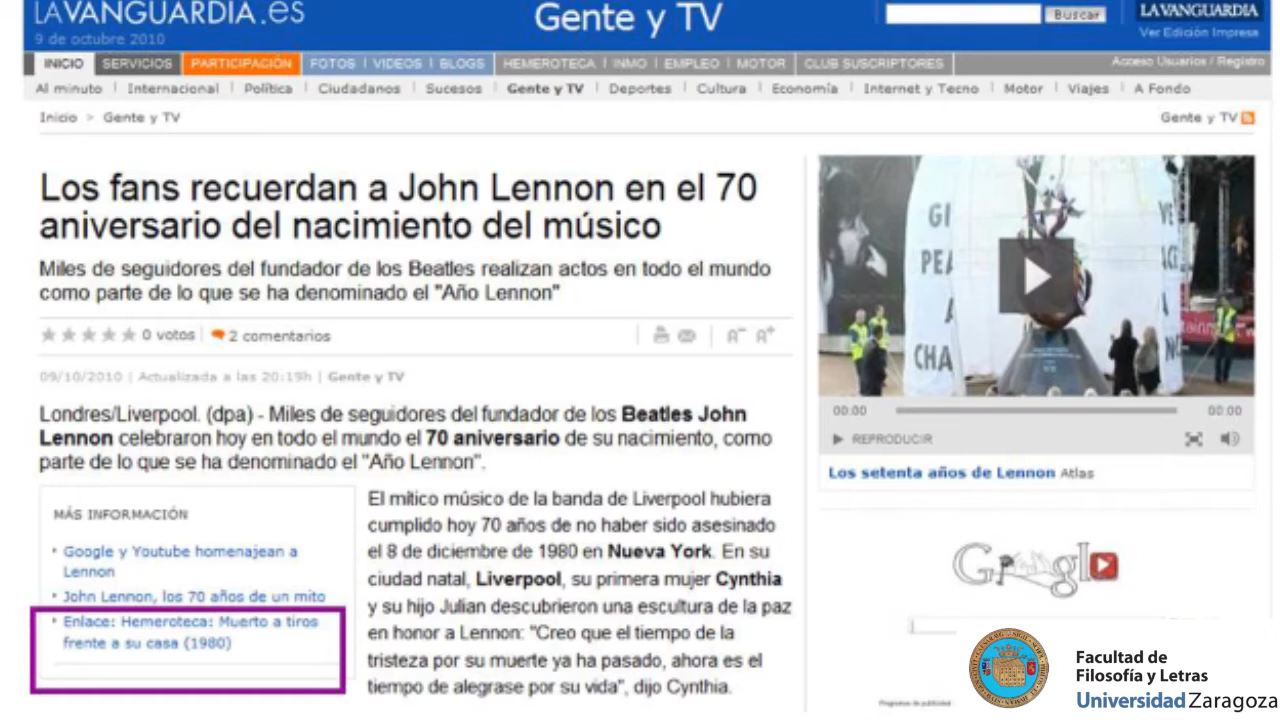 LAVANGUARDIA.es
9 de octubre 2010
Gente y TV
Buscar
LAVANGUARDIA
Ver Edición Impresa
INICIO SERVICIOS PARTICIPACIÓN FOTOS | VIDEOS | BLOGS HEMEROTECA | INMO | EMPLEO | MOTOR CLUB SUSCRIPTORES Acceso Usuarios / Registro
Al minuto | Internacional | Política | Ciudadanos | Sucesos | Gente y TV | Deportes | Cultura | Economía | Internet y Tecno | Motor | Viajes | A Fondo
Inicio > Gente y TV
Gente y TV
Los fans recuerdan a John Lennon en el 70
aniversario del nacimiento del músico
Miles de seguidores del fundador de los Beatles realizan actos en todo el mundo
como parte de lo que se ha denominado el "Año Lennon"
0 votos | 2 comentarios
A- A+
09/10/2010 | Actualizada a las 20:19h | Gente y TV
Londres/Liverpool. (dpa) - Miles de seguidores del fundador de los Beatles John
Lennon celebraron hoy en todo el mundo el 70 aniversario de su nacimiento, como
parte de lo que se ha denominado el "Año Lennon".
MÁS INFORMACIÓN
Google y Youtube homenajean a
Lennon
John Lennon, los 70 años de un mito
Enlace: Hemeroteca: Muerto a tiros
frente a su casa (1980)
El mítico músico de la banda de Liverpool hubiera
cumplido hoy 70 años de no haber sido asesinado
el 8 de diciembre de 1980 en Nueva York. En su
ciudad natal, Liverpool, su primera mujer Cynthia
y su hijo Julian descubrieron una escultura de la paz
en honor a Lennon: "Creo que el tiempo de la
tristeza por su muerte ya ha pasado, ahora es el
tiempo de alegrase por su vida", dijo Cynthia.
GI VE
PEA
A A
CHA
00:00 00:00
REPRODUCIR
Los setenta años de Lennon Atlas
Google
Programas de publicidad
Facultad de
Filosofía y Letras
Universidad Zaragoza